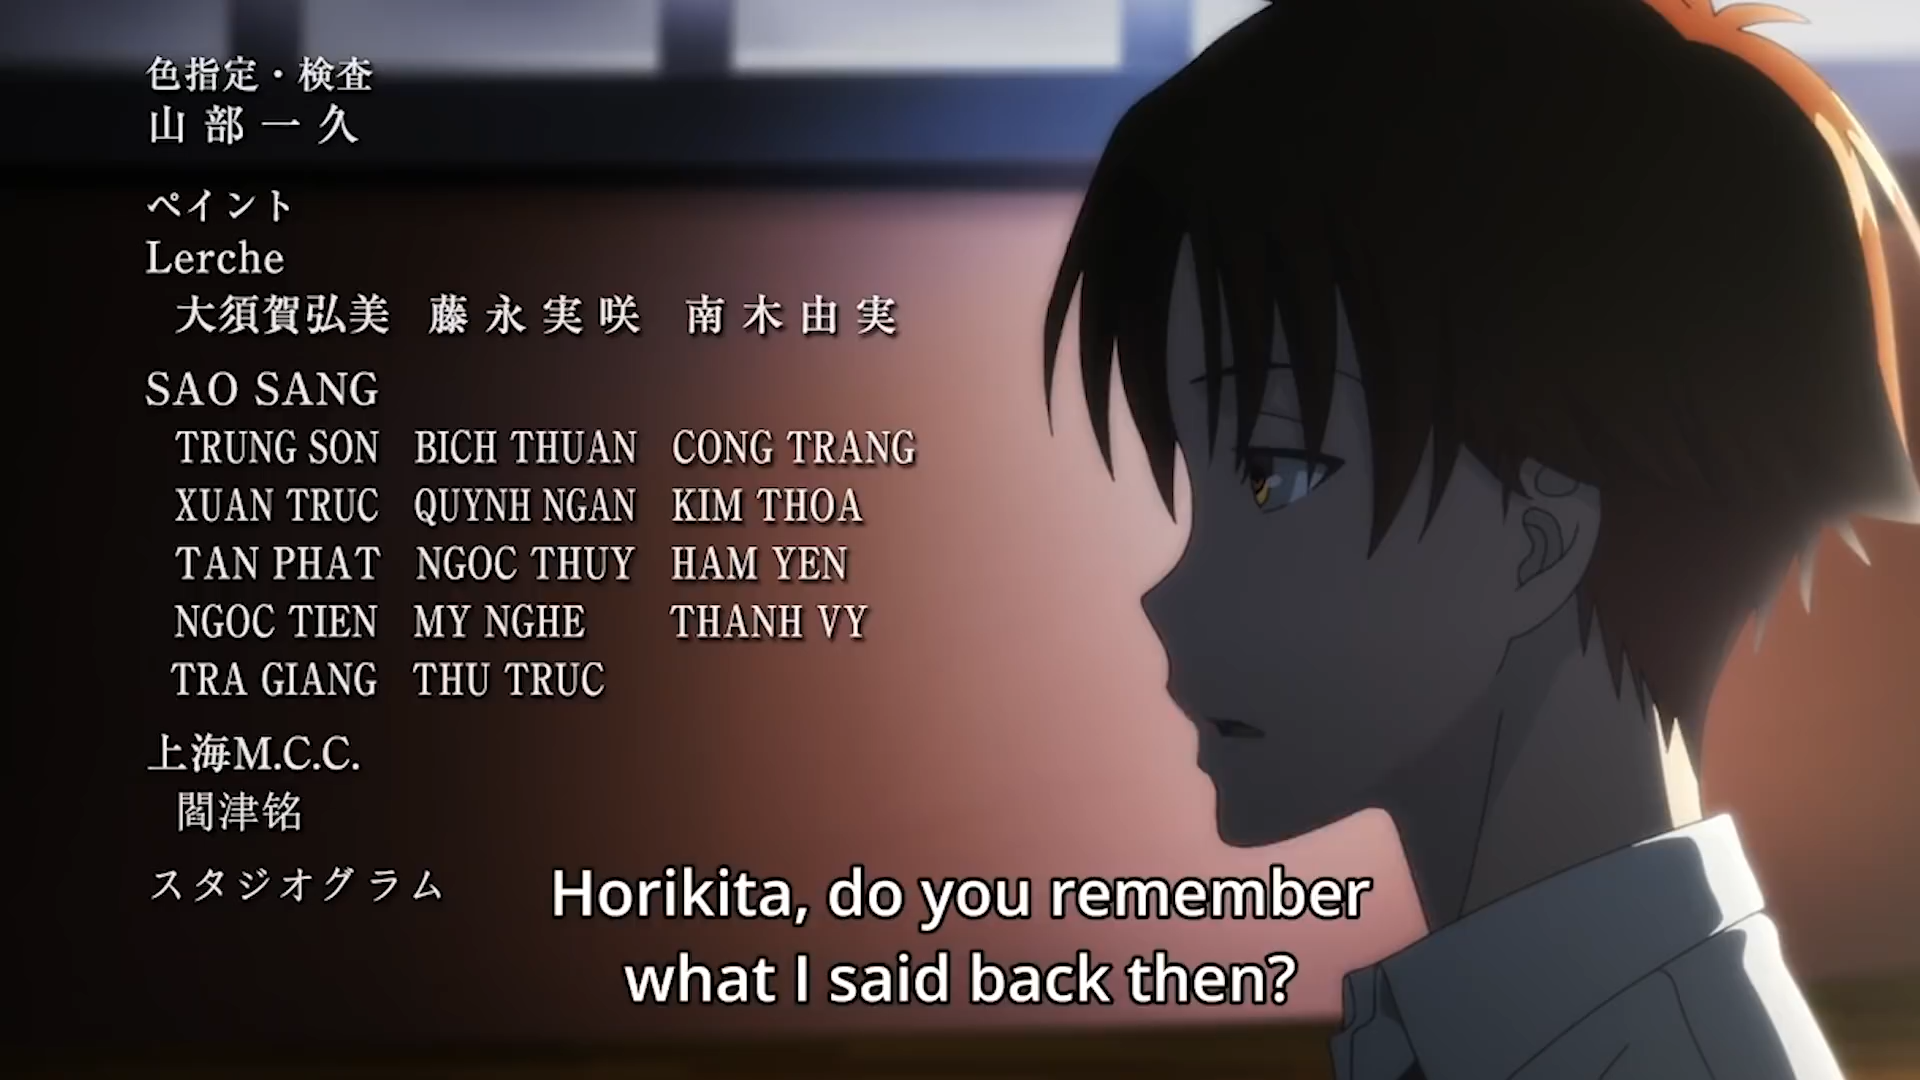 色指定・検査
山部一久
ペイント
Lerche
大須賀弘美 藤永実咲 南木由実
SAO SANG
TRUNG SON BICH THUAN CONG TRANG
XUAN TRUC QUYNH NGAN KIM THOA
TAN PHAT NGOC THUY HAM YEN
NGOC TIEN MY NGHE THANH VY
TRA GIANG THU TRUC
上海M.C.C.
閻津铭
スタジオグラム
Horikita, do you remember
what I said back then?